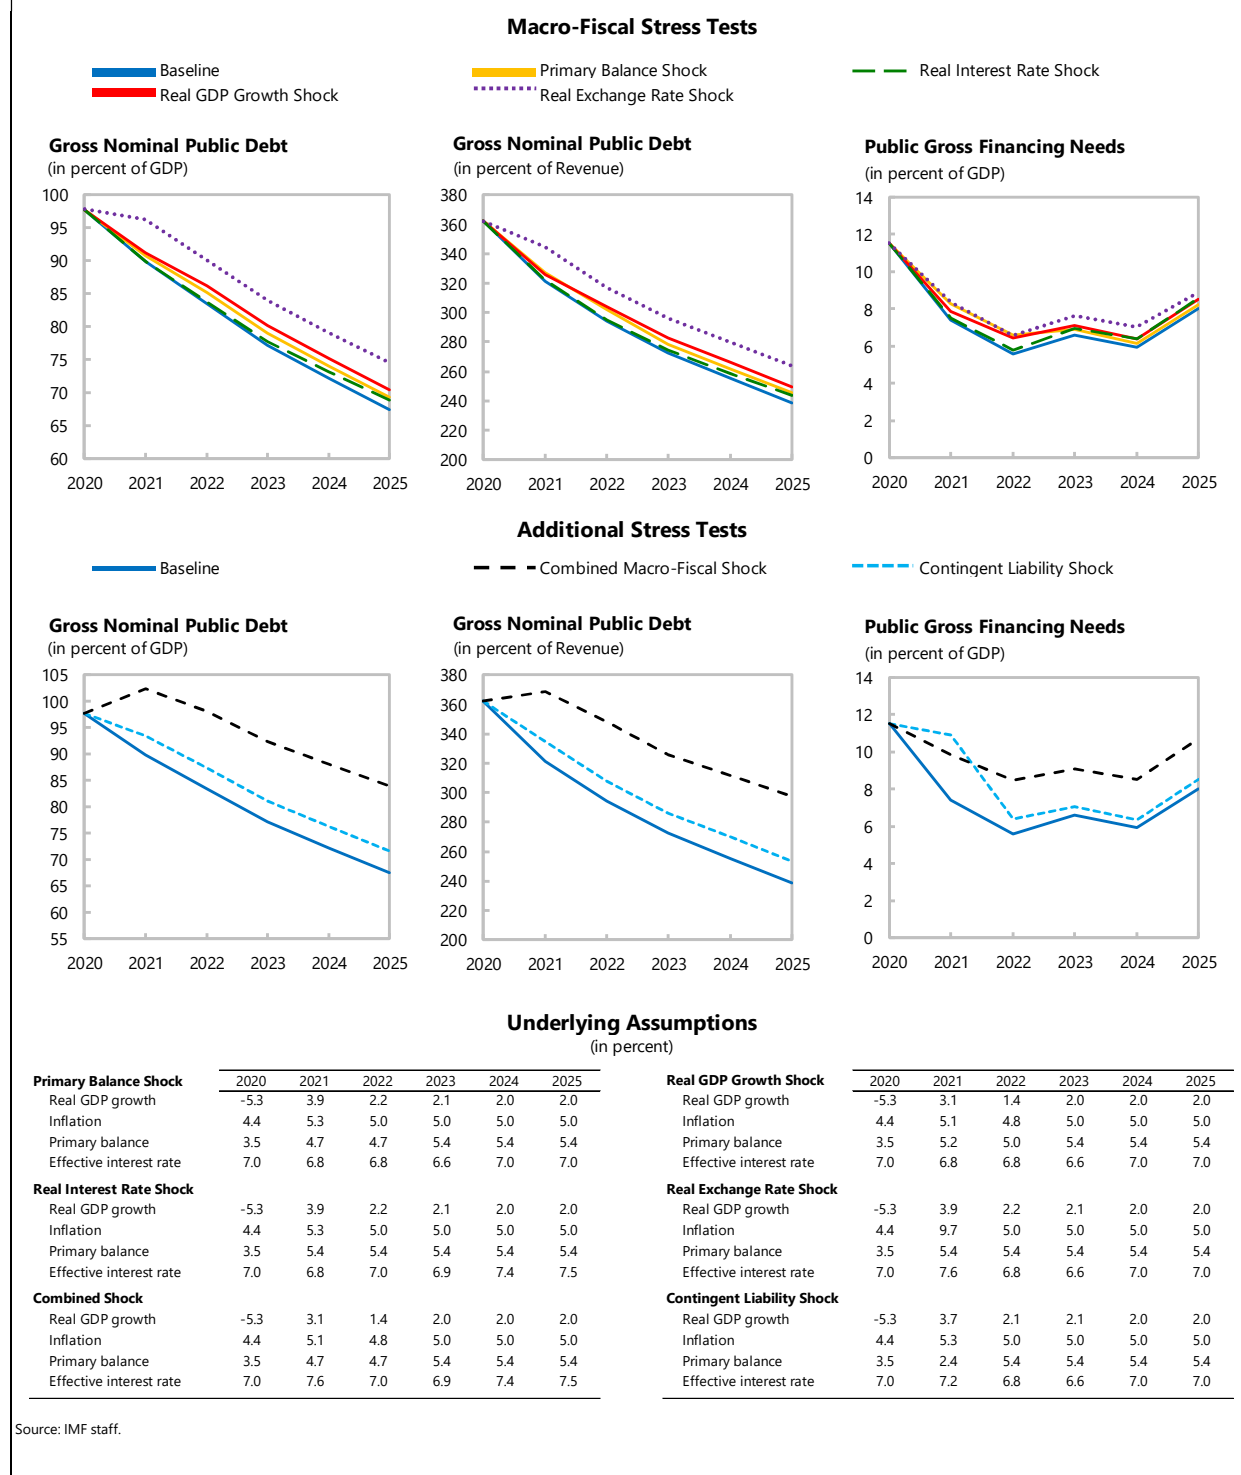 Macro-Fiscal Stress Tests
Baseline
Primary Balance Shock
Real Interest Rate Shock
Real GDP Growth Shock
Real Exchange Rate Shock
Gross Nominal Public Debt
(in percent of GDP)
100
95
90
85
80
75
70
65
60
2020 2021 2022 2023 2024 2025
Gross Nominal Public Debt
(in percent of Revenue)
380
360
340
320
300
280
260
240
220
200
2020 2021 2022 2023 2024 2025
Public Gross Financing Needs
(in percent of GDP)
14
12
10
8
6
4
2
0
2020 2021 2022 2023 2024 2025
Additional Stress Tests
Baseline
Combined Macro-Fiscal Shock
Contingent Liability Shock
Gross Nominal Public Debt
(in percent of GDP)
105
100
95
90
85
80
75
70
65
60
55
2020 2021 2022 2023 2024 2025
Gross Nominal Public Debt
(in percent of Revenue)
380
360
340
320
300
280
260
240
220
200
2020 2021 2022 2023 2024 2025
Public Gross Financing Needs
(in percent of GDP)
14
12
10
8
6
4
2
0
2020 2021 2022 2023 2024 2025
Underlying Assumptions
(in percent)
Primary Balance Shock 2020 2021 2022 2023 2024 2025
Real GDP growth -5.3 3.9 2.2 2.1 2.0 2.0
Inflation 4.4 5.3 5.0 5.0 5.0 5.0
Primary balance 3.5 4.7 4.7 5.4 5.4 5.4
Effective interest rate 7.0 6.8 6.8 6.6 7.0 7.0
Real Interest Rate Shock
Real GDP growth -5.3 3.9 2.2 2.1 2.0 2.0
Inflation 4.4 5.3 5.0 5.0 5.0 5.0
Primary balance 3.5 5.4 5.4 5.4 5.4 5.4
Effective interest rate 7.0 6.8 7.0 6.9 7.4 7.5
Combined Shock
Real GDP growth -5.3 3.1 1.4 2.0 2.0 2.0
Inflation 4.4 5.1 4.8 5.0 5.0 5.0
Primary balance 3.5 4.7 4.7 5.4 5.4 5.4
Effective interest rate 7.0 7.6 7.0 6.9 7.4 7.5
Real GDP Growth Shock 2020 2021 2022 2023 2024 2025
Real GDP growth -5.3 3.1 1.4 2.0 2.0 2.0
Inflation 4.4 5.1 4.8 5.0 5.0 5.0
Primary balance 3.5 5.2 5.0 5.4 5.4 5.4
Effective interest rate 7.0 6.8 6.8 6.6 7.0 7.0
Real Exchange Rate Shock
Real GDP growth -5.3 3.9 2.2 2.1 2.0 2.0
Inflation 4.4 9.7 5.0 5.0 5.0 5.0
Primary balance 3.5 5.4 5.4 5.4 5.4 5.4
Effective interest rate 7.0 7.6 6.8 6.6 7.0 7.0
Contingent Liability Shock
Real GDP growth -5.3 3.7 2.1 2.1 2.0 2.0
Inflation 4.4 5.3 5.0 5.0 5.0 5.0
Primary balance 3.5 2.4 5.4 5.4 5.4 5.4
Effective interest rate 7.0 7.2 6.8 6.6 7.0 7.0
Source: IMF staff.